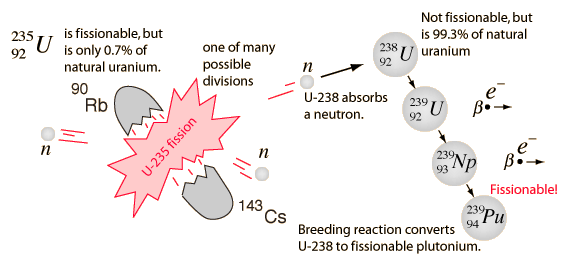 235
92 U
is fissionable, but
is only 0.7% of
natural uranium.
one of many
possible
divisions
90
Rb
n
U-235 fission
n
143
Cs
n
U-238 absorbs
a neutron.
Not fissionable, but
is 99.3% of natural
uranium
238
92 U
239
92 U
β e−
239
93 Np
β e−
Fissionable!
239
94 Pu
Breeding reaction converts
U-238 to fissionable plutonium.